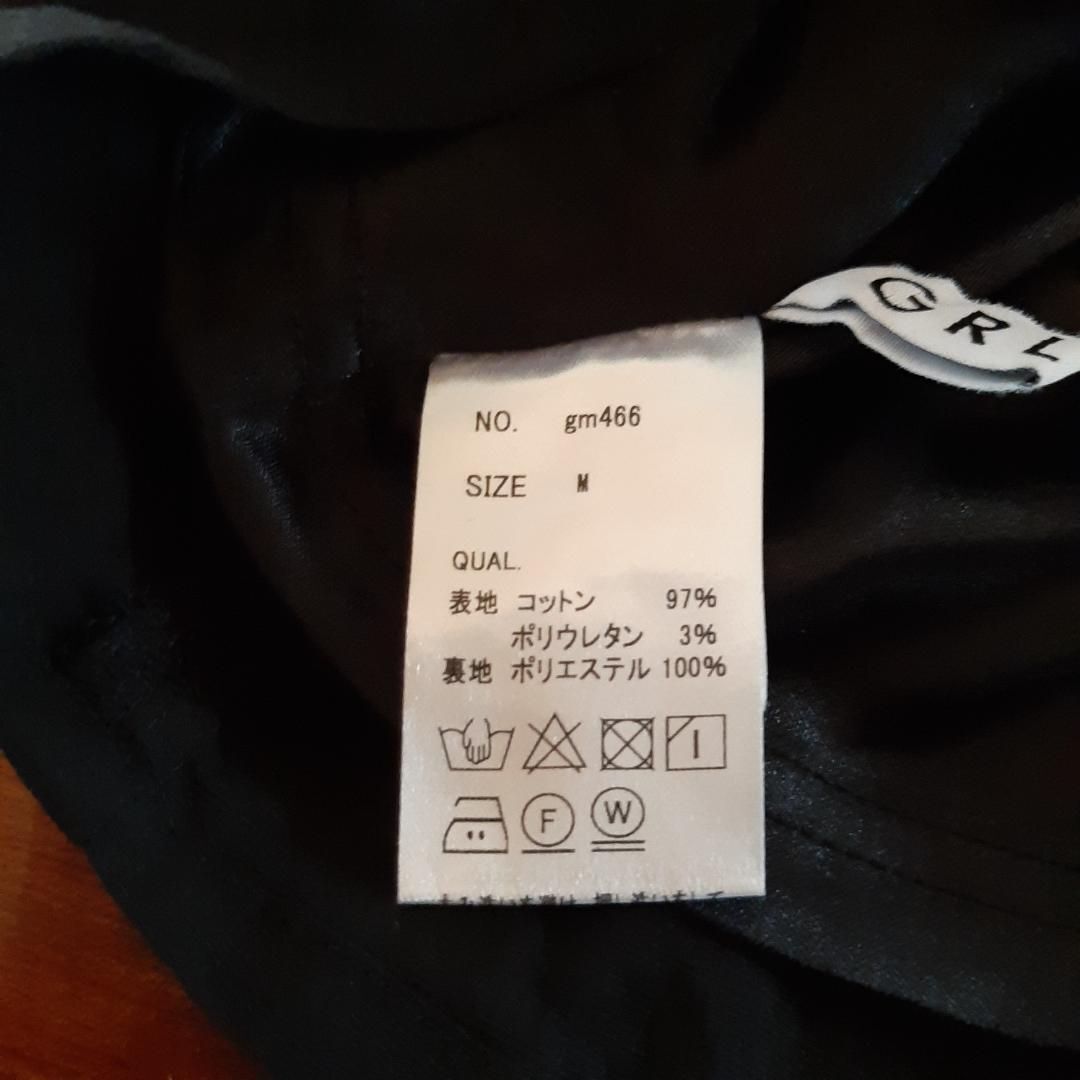 GRL
NO. gm466
SIZE M
QUAL.
表地 コットン 97%
ポリウレタン 3%
裏地 ポリエステル 100%
F W